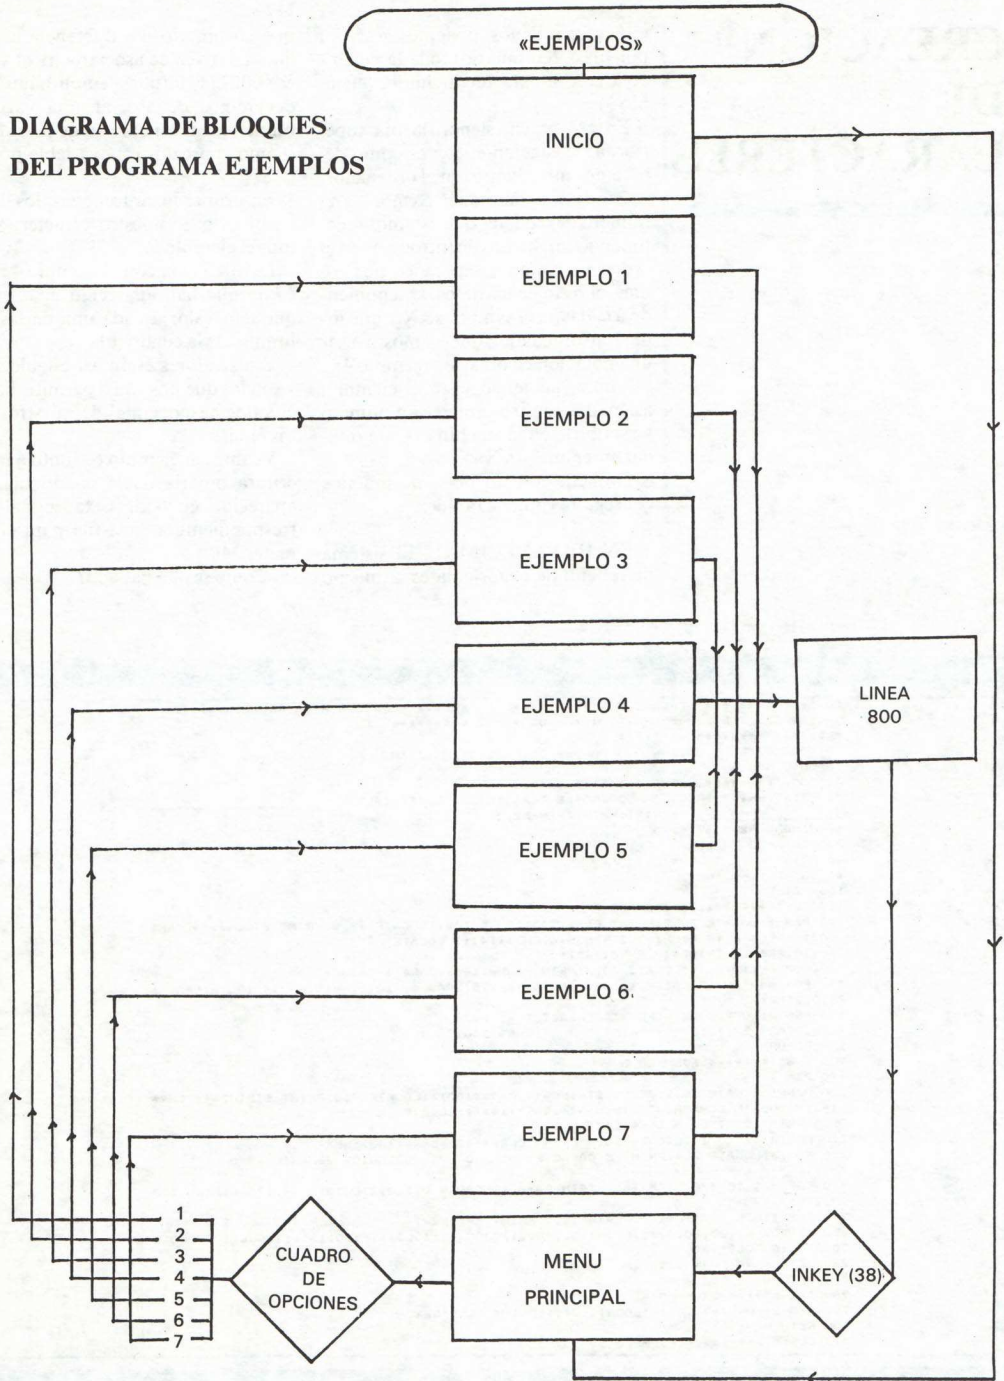 «EJEMPLOS»
DIAGRAMA DE BLOQUES
DEL PROGRAMA EJEMPLOS
INICIO
EJEMPLO 1
EJEMPLO 2
EJEMPLO 3
EJEMPLO 4
LINEA
800
EJEMPLO 5
EJEMPLO 6
EJEMPLO 7
1
2
3
4
5
6
7
CUADRO
DE
OPCIONES
MENU
PRINCIPAL
INKEY (38)